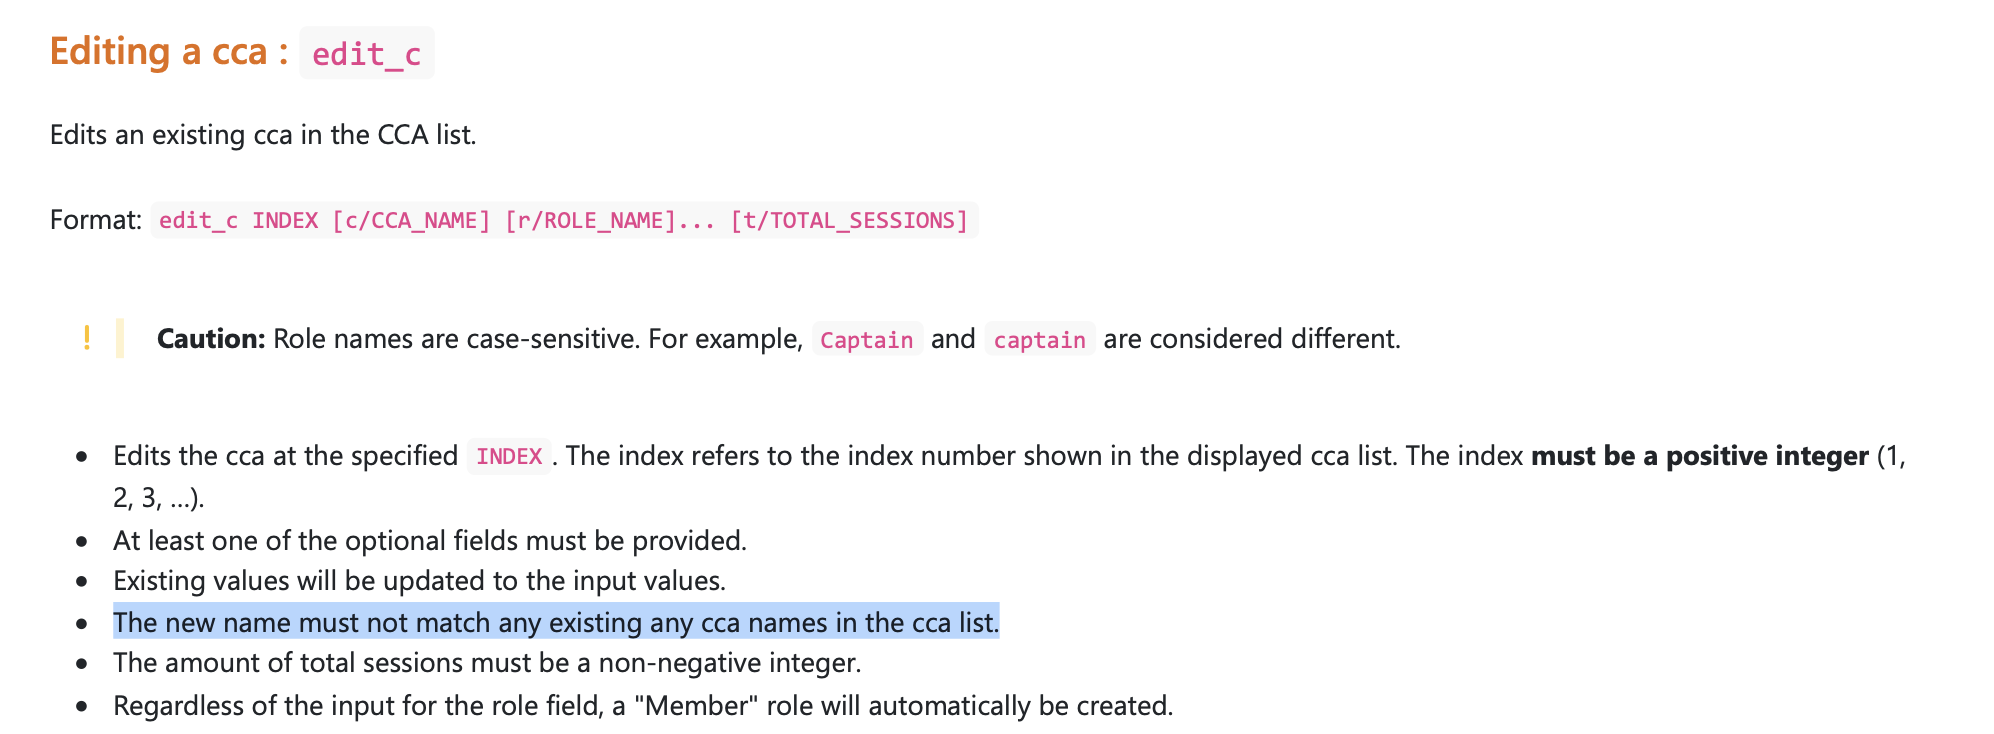 Editing a cca : edit_c
Edits an existing cca in the CCA list.
Format: edit_c INDEX [c/CCA_NAME] [r/ROLE_NAME]... [t/TOTAL_SESSIONS]
! Caution: Role names are case-sensitive. For example, Captain and captain are considered different.
• Edits the cca at the specified INDEX. The index refers to the index number shown in the displayed cca list. The index must be a positive integer (1,
2, 3, ...).
• At least one of the optional fields must be provided.
• Existing values will be updated to the input values.
• The new name must not match any existing any cca names in the cca list.
• The amount of total sessions must be a non-negative integer.
• Regardless of the input for the role field, a "Member" role will automatically be created.